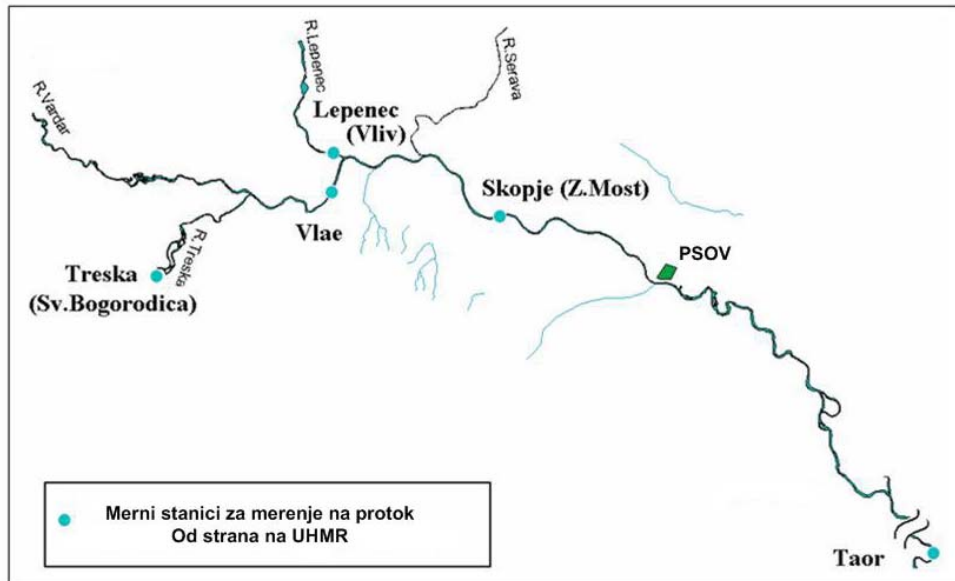 R.Lepenec
R.Serava
R.Vardar
Lepenec
(Vliv)
Skopje (Z.Most)
Vlae
R.Treska
PSOV
Treska
(Sv.Bogorodica)
Merni stanici za merenje na protok
Od strana na UHMR
Taor